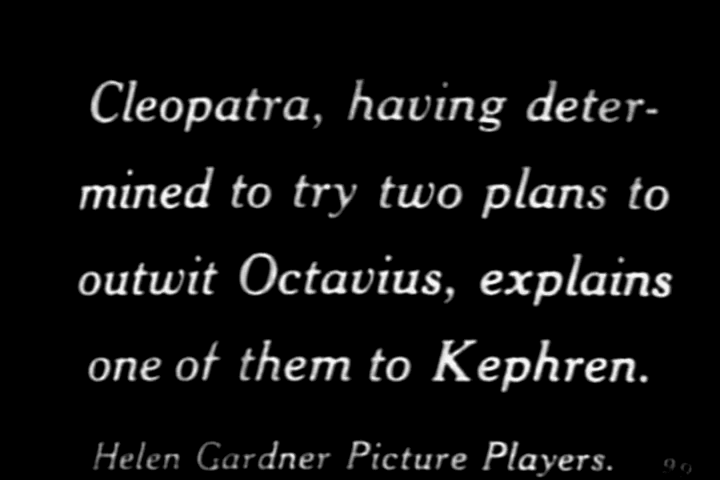 Cleopatra, having deter-
mined to try two plans to
outwit Octavius, explains
one of them to Kephren.
Helen Gardner Picture Players.